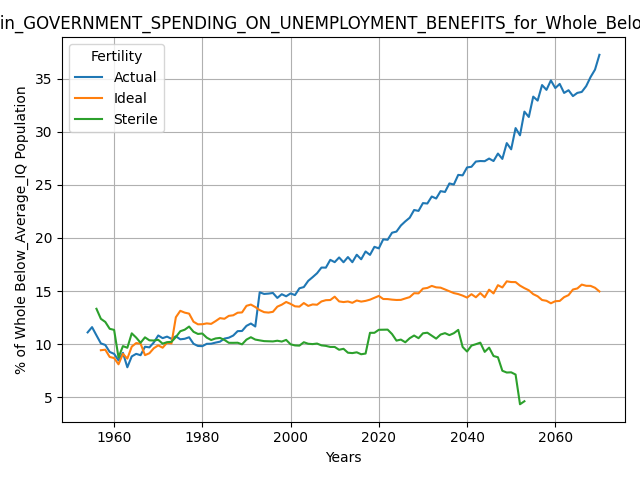 in_GOVERNMENT_SPENDING_ON_UNEMPLOYMENT_BENEFITS_for_Whole_Belo
Fertility
Actual
Ideal
Sterile
% of Whole Below_Average_IQ Population
35
30
25
20
15
10
5
1960 1980 2000 2020 2040 2060
Years